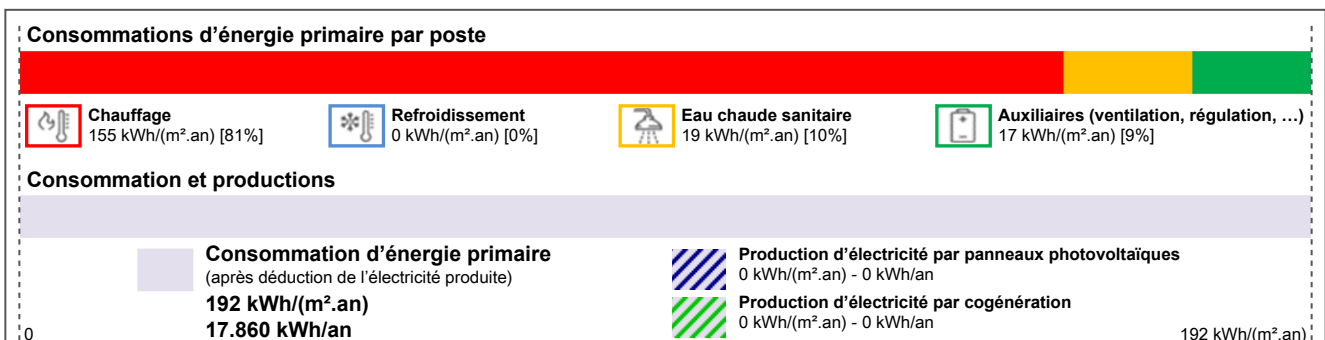 Consommations d'énergie primaire par poste
Chauffage
155 kWh/(m².an) [81%]
Refroidissement
0 kWh/(m².an) [0%]
Eau chaude sanitaire
19 kWh/(m².an) [10%]
Auxiliaires (ventilation, régulation, …)
17 kWh/(m².an) [9%]
Consommation et productions
Consommation d'énergie primaire
(après déduction de l'électricité produite)
192 kWh/(m².an)
17.860 kWh/an
Production d'électricité par panneaux photovoltaïques
0 kWh/(m².an) - 0 kWh/an
Production d'électricité par cogénération
0 kWh/(m².an) - 0 kWh/an
0
192 kWh/(m².an)